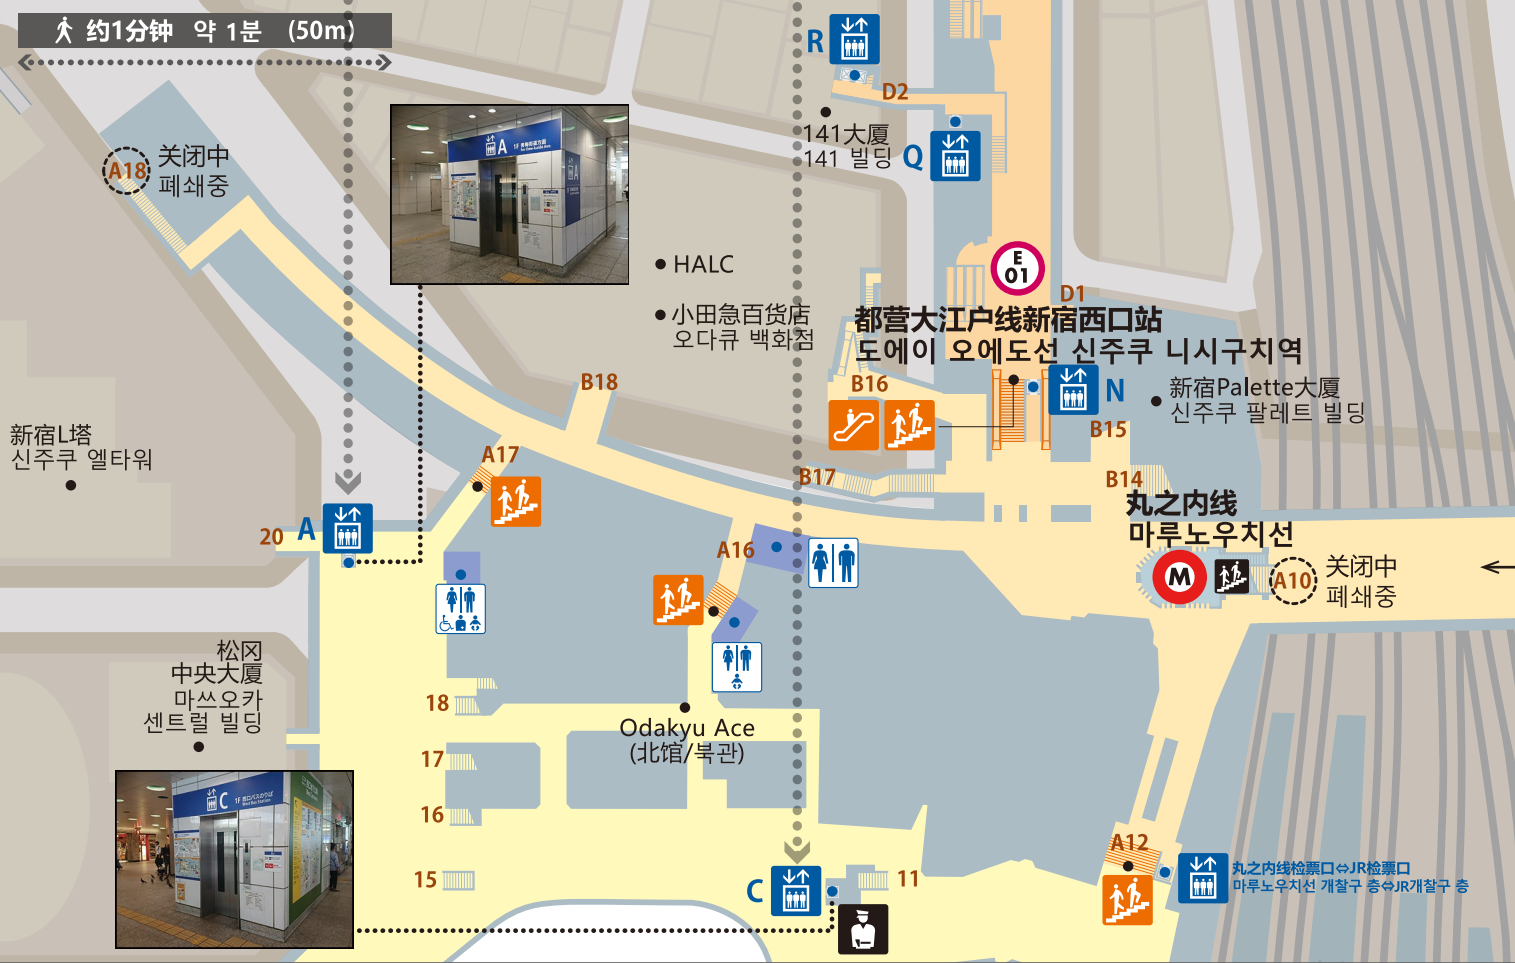 约1分钟 약 1분 (50m)
R
D2
141大厦
141 빌딩
Q
A18
关闭中
폐쇄중
A
C
HALC
小田急百货店
오다큐 백화점
E
01
D1
都营大江户线新宿西口站
도에이 오에도선 신주쿠 니시구치역
B18
B16
N
新宿Palette大厦
신주쿠 팔레트 빌딩
B15
新宿L塔
신주쿠 엘타워
A17
B17
B14
丸之内线
마루노우치선
20
A
A16
M
A10
关闭中
폐쇄중
松冈
中央大厦
마쓰오카
센트럴 빌딩
18
Odakyu Ace
(北馆/북관)
17
16
15
C
11
A12
丸之内线检票口⇔JR检票口
마루노우치선 개찰구 층⇔JR개찰구 층
C